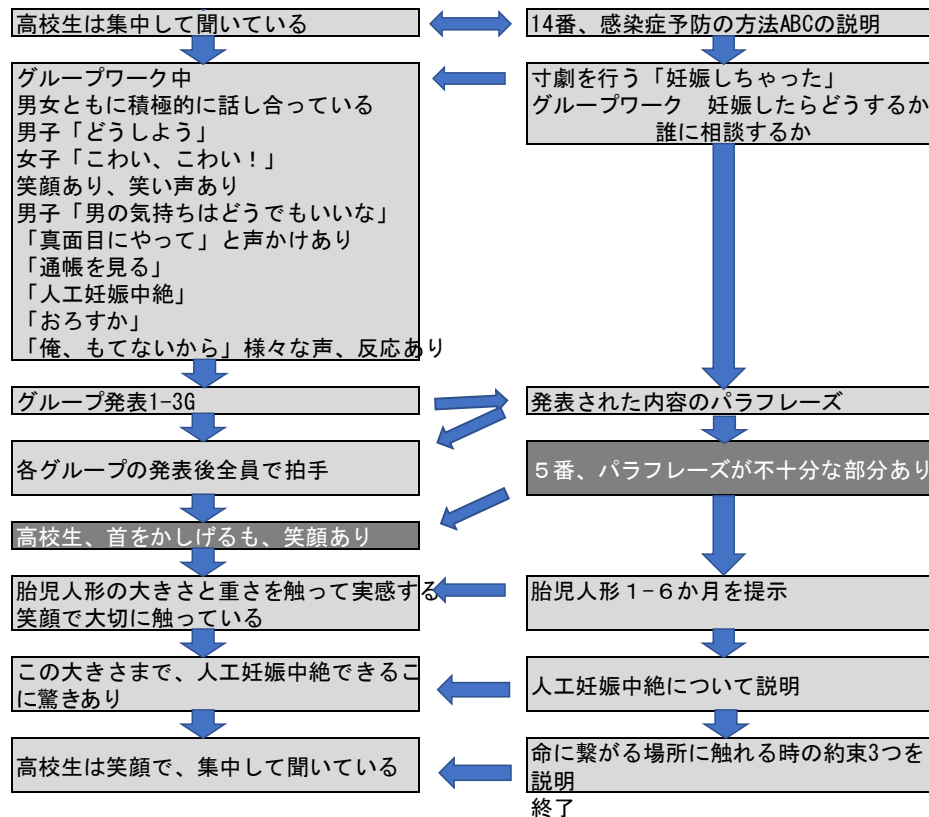 高校生は集中して聞いている
14番、感染症予防の方法ABCの説明
グループワーク中
男女ともに積極的に話し合っている
男子「どうしよう」
女子「こわい、こわい！」
笑顔あり、笑い声あり
男子「男の気持ちはどうでもいいな」
「真面目にやって」と声かけあり
「通帳を見る」
「人工妊娠中絶」
「おろすか」
「俺、もてないから」様々な声、反応あり
寸劇を行う「妊娠しちゃった」
グループワーク　妊娠したらどうするか
誰に相談するか
グループ発表1-3G
発表された内容のパラフレーズ
各グループの発表後全員で拍手
５番、パラフレーズが不十分な部分あり
高校生、首をかしげるも、笑顔あり
胎児人形の大きさと重さを触って実感する
笑顔で大切に触っている
胎児人形１-６か月を提示
この大きさまで、人工妊娠中絶できるこ
に驚きあり
人工妊娠中絶について説明
高校生は笑顔で、集中して聞いている
命に繋がる場所に触れる時の約束3つを
説明
終了